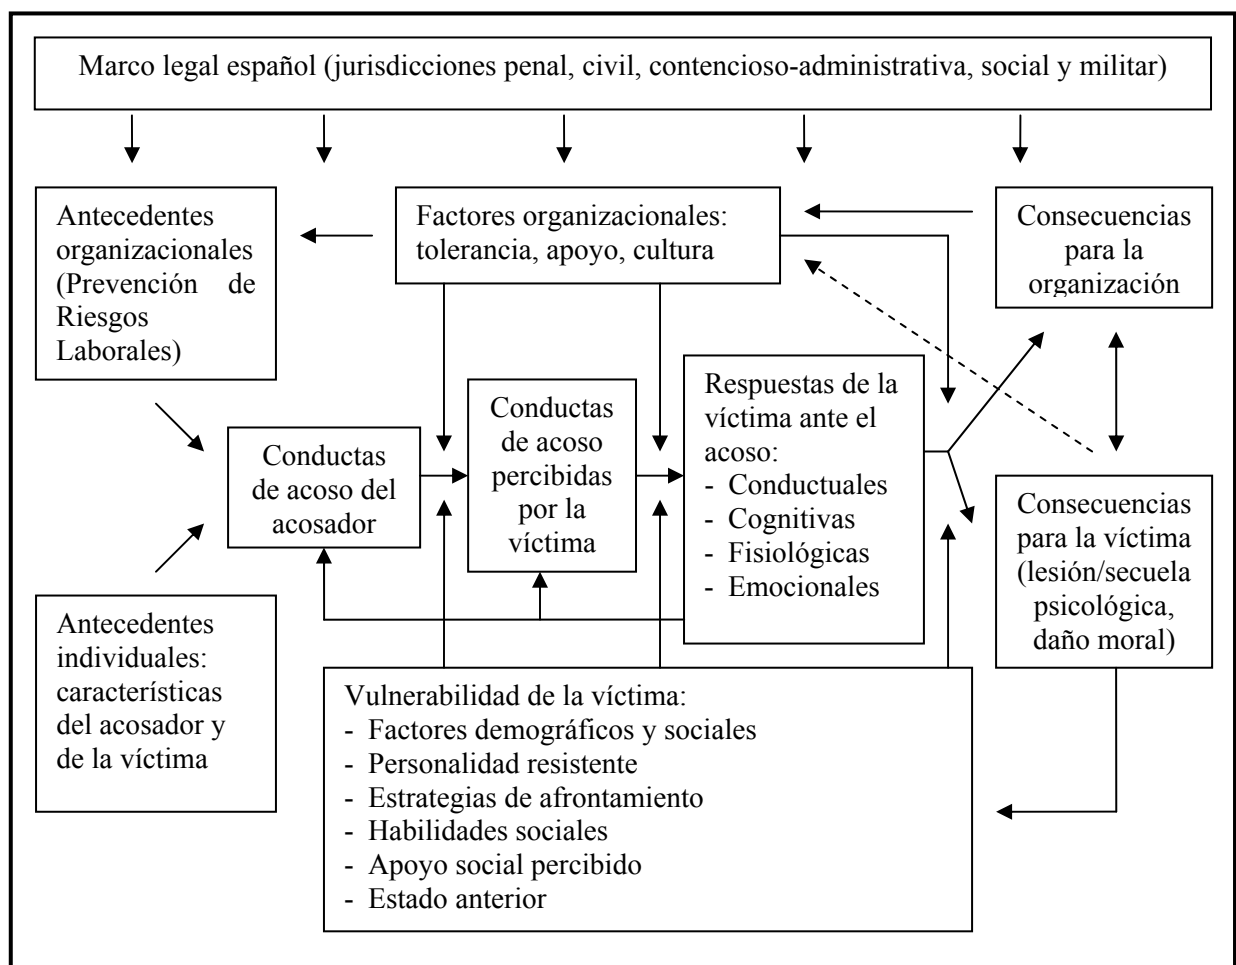 Marco legal español (jurisdicciones penal, civil, contencioso-administrativa, social y militar)
Antecedentes
organizacionales
(Prevención de
Riesgos
Laborales)
Factores organizacionales:
tolerancia, apoyo, cultura
Consecuencias
para la
organización
Conductas
de acoso del
acosador
Conductas
de acoso
percibidas
por la
víctima
Respuestas de la
víctima ante el
acoso:
- Conductuales
- Cognitivas
- Fisiológicas
- Emocionales
Consecuencias
para la víctima
(lesión/secuela
psicológica,
daño moral)
Antecedentes
individuales:
características
del acosador y
de la víctima
Vulnerabilidad de la víctima:
- Factores demográficos y sociales
- Personalidad resistente
- Estrategias de afrontamiento
- Habilidades sociales
- Apoyo social percibido
- Estado anterior